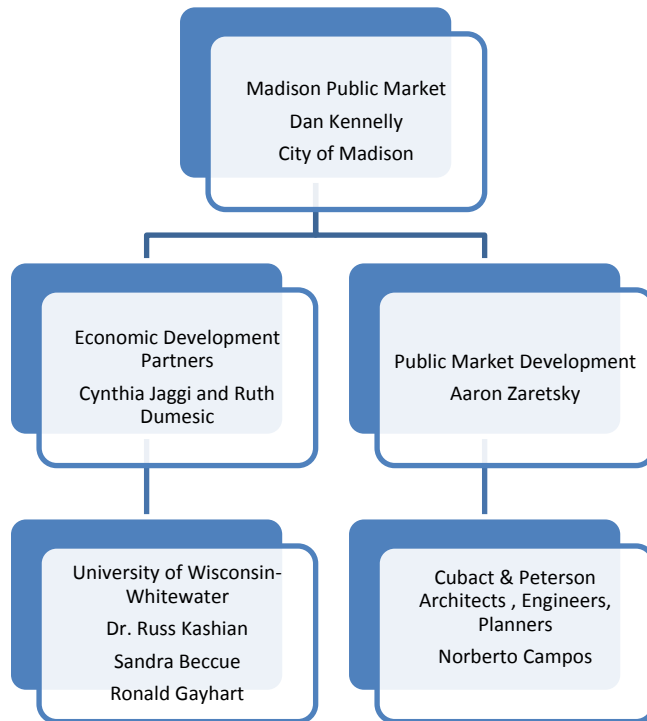 Madison Public Market
Dan Kennelly
City of Madison
Economic Development
Partners
Cynthia Jaggi and Ruth
Dumesic
Public Market Development
Aaron Zaretsky
University of Wisconsin-
Whitewater
Dr. Russ Kashian
Sandra Beccue
Ronald Gayhart
Cubact & Peterson
Architects , Engineers,
Planners
Norberto Campos